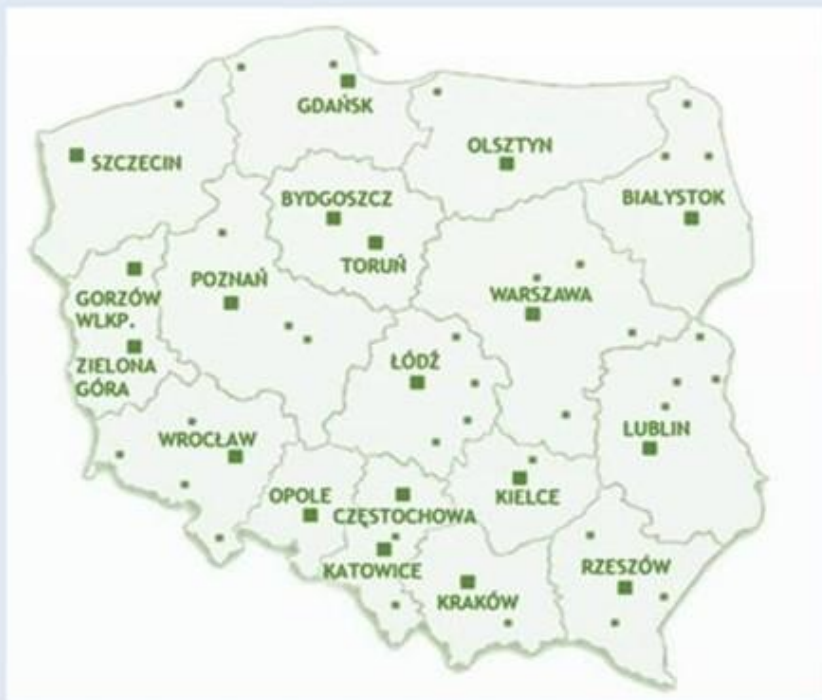 GDAŃSK
OLSZTYN
SZCZECIN
BYDGOSZCZ
BIAŁYSTOK
TORUŃ
POZNAŃ
GORZÓW
WLKP.
WARSZAWA
ZIELONA
GÓRA
ŁÓDŹ
LUBLIN
WROCŁAW
OPOLE
KIELCE
CZĘSTOCHOWA
KATOWICE
RZESZÓW
KRAKÓW